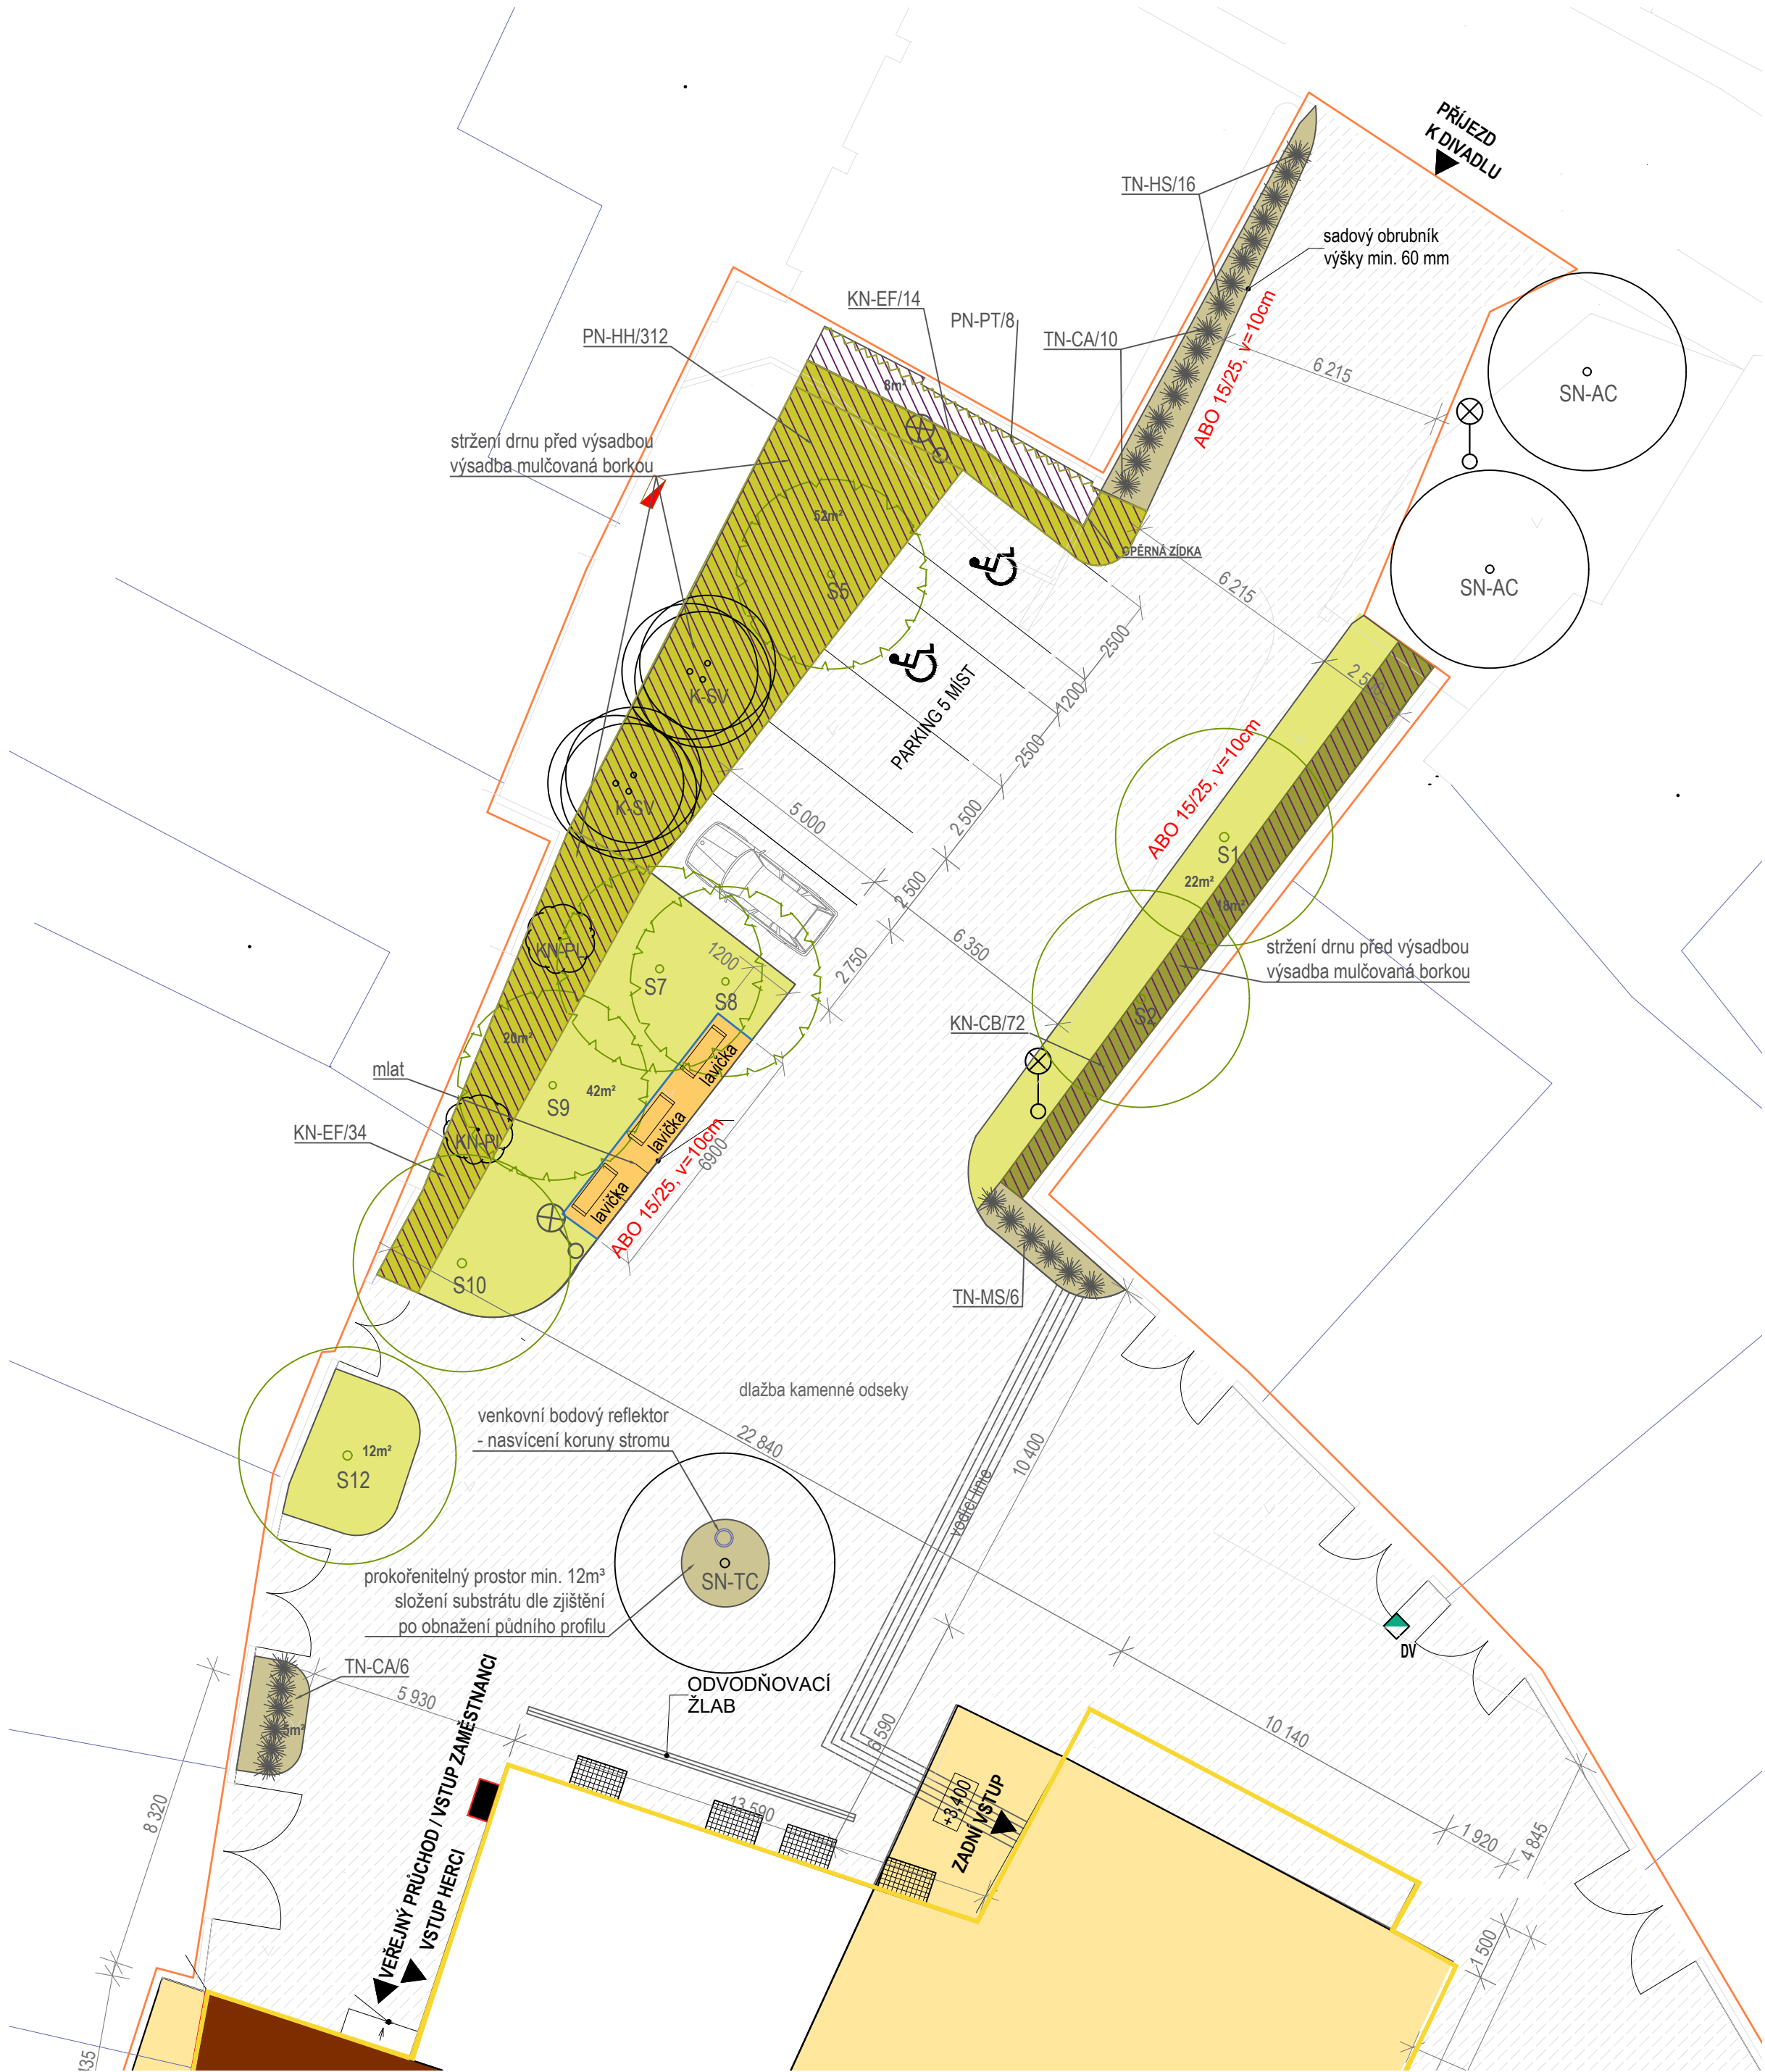 PŘÍJEZD
K DIVADLU
TN-HS/16
sadový obrubník
výšky min. 60 mm
KN-EF/14
PN-PT/8
TN-CA/10
PN-HH/312
ABO 15/25, v=10cm
6 215
8m²
SN-AC
stržení drnu před výsadbou
výsadba mulčovaná borkou
52m²
S5
OPĚRNÁ ZÍDKA
SN-AC
6 215
2500
1200
K-SV
PARKING 5 MÍST
2500
ABO 15/25, v=10cm
K-SV
5 000
2 500
S1
22m²
18m²
2 500
KN-PL
6 350
stržení drnu před výsadbou
výsadba mulčovaná borkou
1200
2 750
S7
S8
S2
KN-CB/72
20m²
mlat
42m²
S9
lavička
lavička
lavička
KN-EF/34
KN-PL
6900
ABO 15/25, v=10cm
S10
TN-MS/6
dlažba kamenné odseky
venkovní bodový reflektor
- nasvícení koruny stromu
22 840
10 400
vodící linie
12m²
S12
prokořenitelný prostor min. 12m³
složení substrátu dle zjištění
po obnažení půdního profilu
SN-TC
DV
TN-CA/6
5 930
ODVODŇOVACÍ
ŽLAB
6 590
10 140
13 590
+3,400
ZADNÍ VSTUP
1 920
4 845
8 320
VEŘEJNÝ PRŮCHOD / VSTUP ZAMĚSTNANCI
VSTUP HERCI
1 500